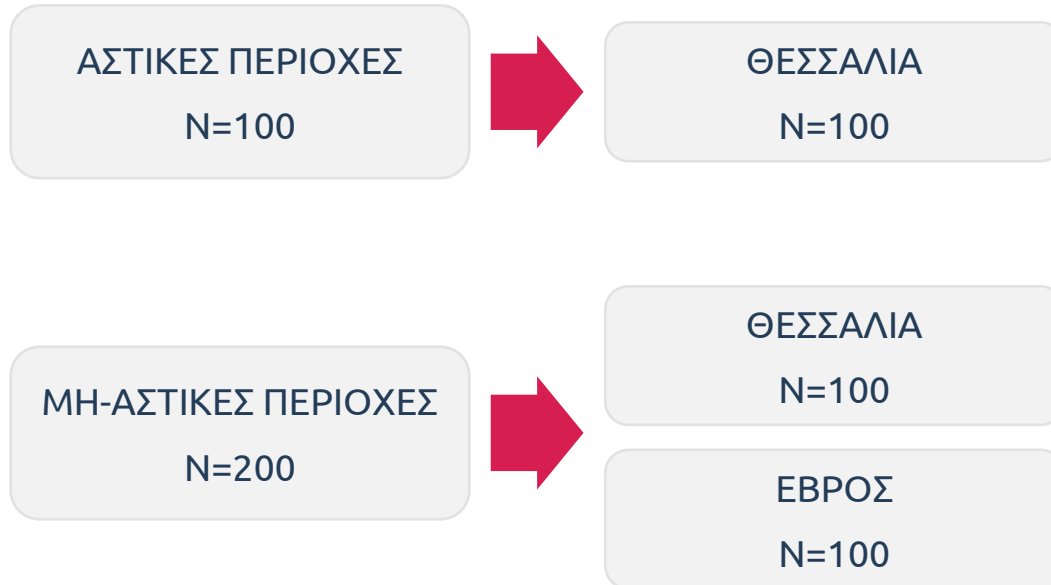 ΑΣΤΙΚΕΣ ΠΕΡΙΟΧΕΣ
Ν=100
ΘΕΣΣΑΛΙΑ
Ν=100
ΜΗ-ΑΣΤΙΚΕΣ ΠΕΡΙΟΧΕΣ
Ν=200
ΘΕΣΣΑΛΙΑ
Ν=100
ΕΒΡΟΣ
Ν=100